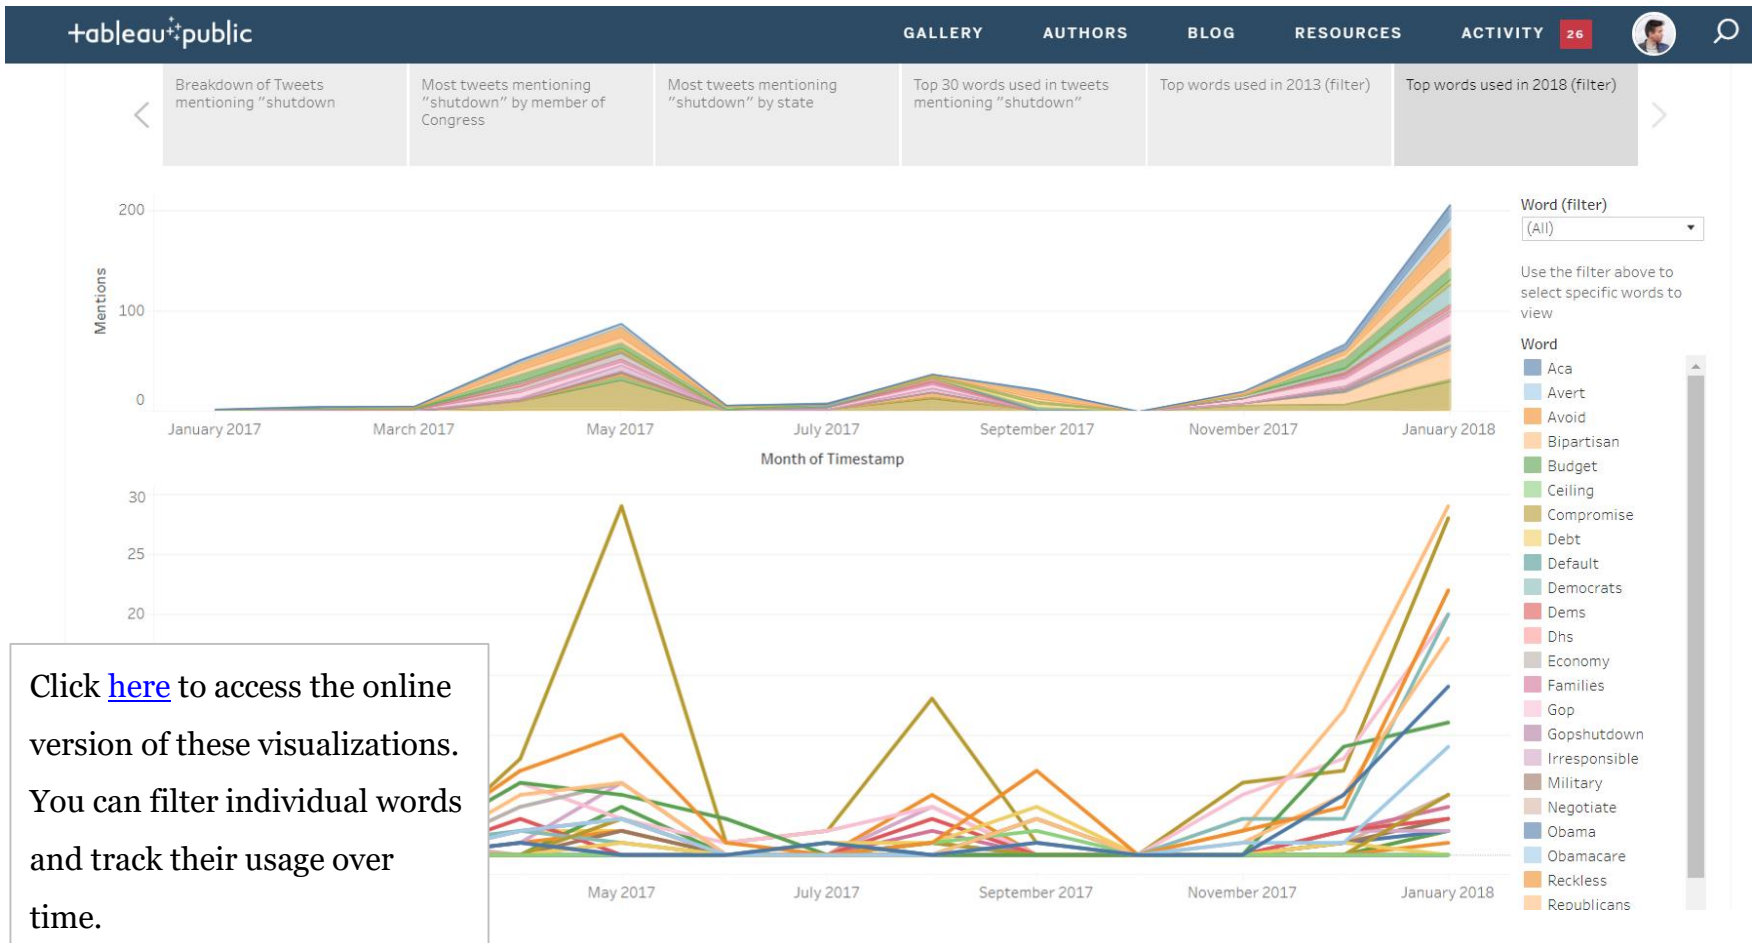 +ableau public
GALLERY AUTHORS BLOG RESOURCES ACTIVITY 26
Breakdown of Tweets
mentioning "shutdown
Most tweets mentioning
"shutdown" by member of
Congress
Most tweets mentioning
"shutdown" by state
Top 30 words used in tweets
mentioning "shutdown"
Top words used in 2013 (filter)
Top words used in 2018 (filter)
200
100
0
Mentions
January 2017 March 2017 May 2017 July 2017 September 2017 November 2017 January 2018
Month of Timestamp
Word (filter)
(All)
Use the filter above to
select specific words to
view
Word
Aca
Avert
Avoid
Bipartisan
Budget
Ceiling
Compromise
Debt
Default
Democrats
Dems
Dhs
Economy
Families
Gop
Gopshutdown
Irresponsible
Military
Negotiate
Obama
Obamacare
Reckless
Republicans
30
25
20
May 2017 July 2017 September 2017 November 2017 January 2018
Click here to access the online
version of these visualizations.
You can filter individual words
and track their usage over
time.